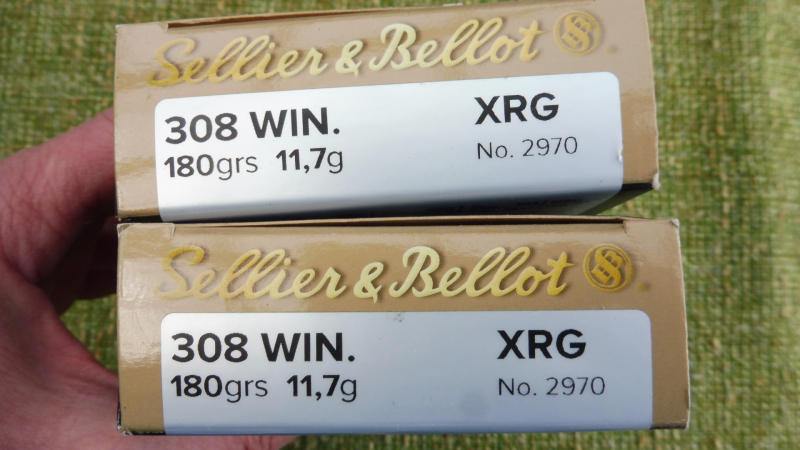 Sellier & Bellot
308 WIN. XRG
180grs 11,7g No. 2970
Sellier & Bellot
308 WIN. XRG
180grs 11,7g No. 2970